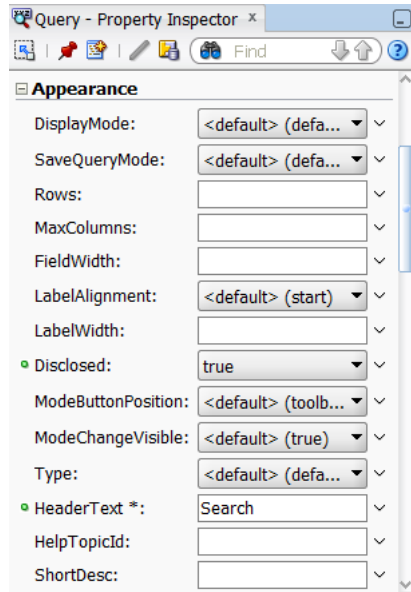 Query - Property Inspector x
Find
Appearance
DisplayMode: <default> (defa...
SaveQueryMode: <default> (defa...
Rows:
MaxColumns:
FieldWidth:
LabelAlignment: <default> (start)
LabelWidth:
Disclosed: true
ModeButtonPosition: <default> (toolb...
ModeChangeVisible: <default> (true)
Type: <default> (defa...
HeaderText *: Search
HelpTopicId:
ShortDesc: